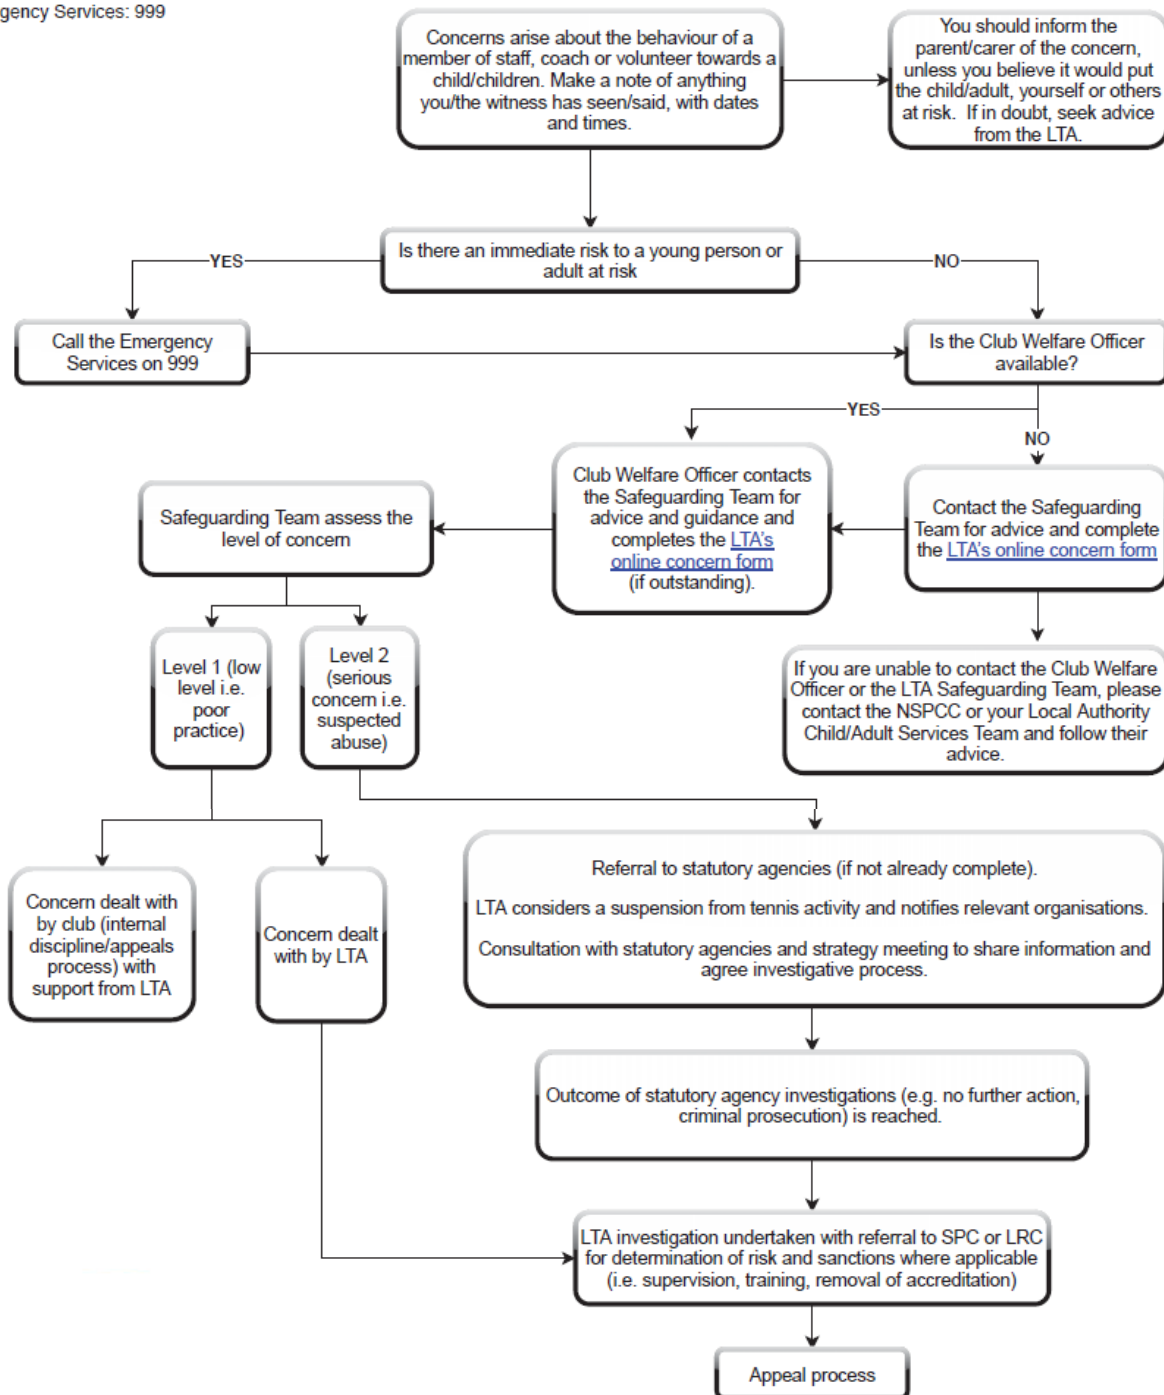 gency Services: 999
Concerns arise about the behaviour of a
member of staff, coach or volunteer towards a
child/children. Make a note of anything
you/the witness has seen/said, with dates
and times.
You should inform the
parent/carer of the concern,
unless you believe it would put
the child/adult, yourself or others
at risk. If in doubt, seek advice
from the LTA.
Is there an immediate risk to a young person or
adult at risk
YES
NO
Call the Emergency
Services on 999
Is the Club Welfare Officer
available?
YES
NO
Club Welfare Officer contacts
the Safeguarding Team for
advice and guidance and
completes the LTA's
online concern form
(if outstanding).
Contact the Safeguarding
Team for advice and complete
the LTA's online concern form
Safeguarding Team assess the
level of concern
Level 1 (low
level i.e.
poor
practice)
Level 2
(serious
concern i.e.
suspected
abuse)
If you are unable to contact the Club Welfare
Officer or the LTA Safeguarding Team, please
contact the NSPCC or your Local Authority
Child/Adult Services Team and follow their
advice.
Concern dealt with
by club (internal
discipline/appeals
process) with
support from LTA
Concern dealt
with by LTA
Referral to statutory agencies (if not already complete).
LTA considers a suspension from tennis activity and notifies relevant organisations.
Consultation with statutory agencies and strategy meeting to share information and
agree investigative process.
Outcome of statutory agency investigations (e.g. no further action,
criminal prosecution) is reached.
LTA investigation undertaken with referral to SPC or LRC
for determination of risk and sanctions where applicable
(i.e. supervision, training, removal of accreditation)
Appeal process